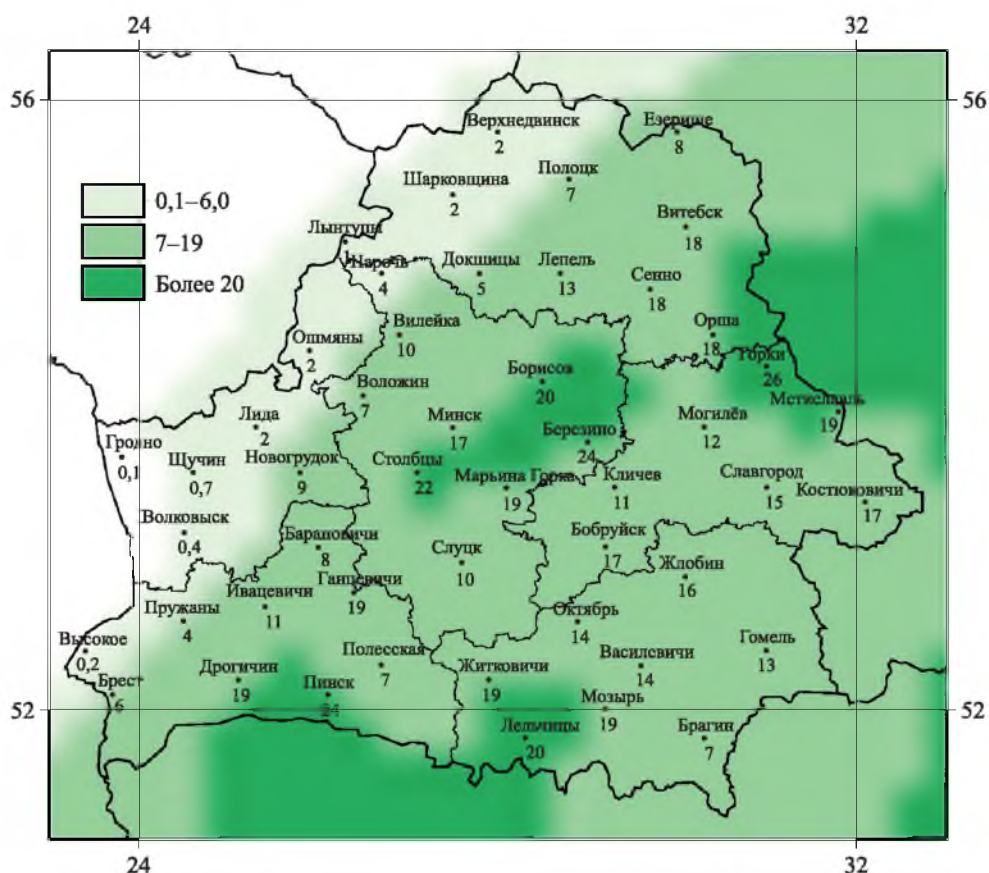 24 32
56 56
Верхнедвинск
2
Езерище
8
Полоцк
7
Шарковщина
2
0,1–6,0
Витебск
18
Лынтупы
1
7–19
Нарочь
4
Докшицы
5
Лепель
13
Сенно
18
Более 20
Вилейка
10
Орша
18
Ошмяны
2
Горки
26
Борисов
20
Воложин
7
Мстиславль
19
Лида
2
Минск
17
Могилёв
12
Гродно
0,1
Березино
24
Щучин
0,7
Новогрудок
9
Столбцы
22
Марьина Горка
19
Кличев
11
Славгород
15
Костюковичи
17
Волковыск
0,4
Барановичи
8
Бобруйск
17
Слуцк
10
Жлобин
16
Ганцевичи
19
Ивацевичи
11
Пружаны
4
Октябрь
14
Высокое
0,2
Гомель
13
Полесская
7
Василевичи
14
Дрогичин
19
Житковичи
19
Брест
6
Пинск
24
Мозырь
19
52 52
Лельчицы
20
Брагин
7
24 32